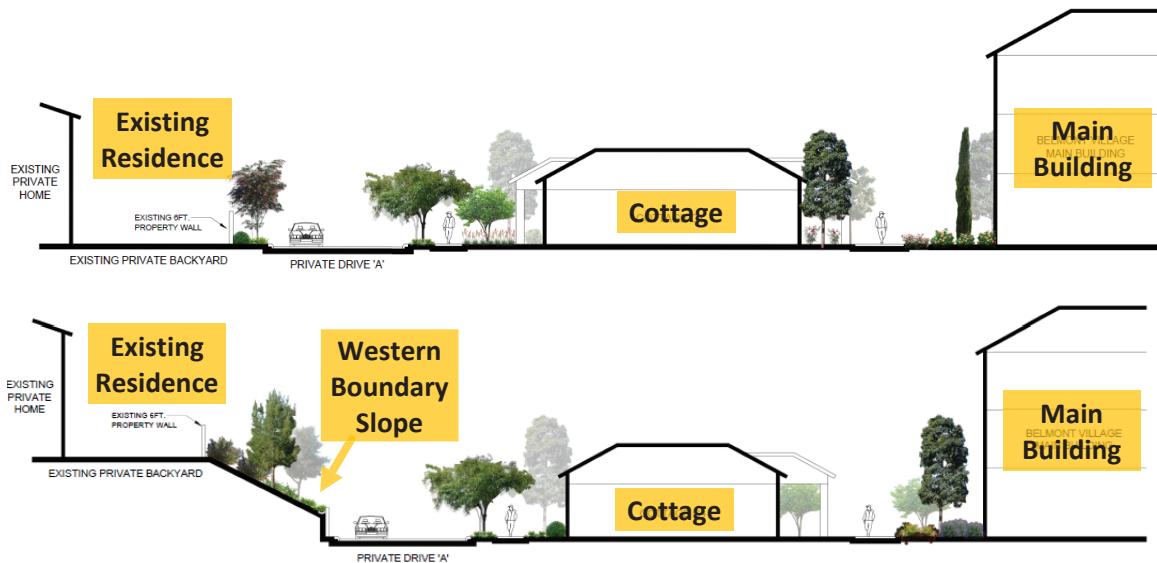 Existing
Residence
EXISTING
PRIVATE
HOME
EXISTING 6FT.
PROPERTY WALL
EXISTING PRIVATE BACKYARD
PRIVATE DRIVE 'A'
Cottage
Main
Building
BELMONT VILLAGE
MAIN BUILDING
Existing
Residence
EXISTING
PRIVATE
HOME
EXISTING 6FT.
PROPERTY WALL
EXISTING PRIVATE BACKYARD
Western
Boundary
Slope
PRIVATE DRIVE 'A'
Cottage
Main
Building
BELMONT VILLAGE
MAIN BUILDING